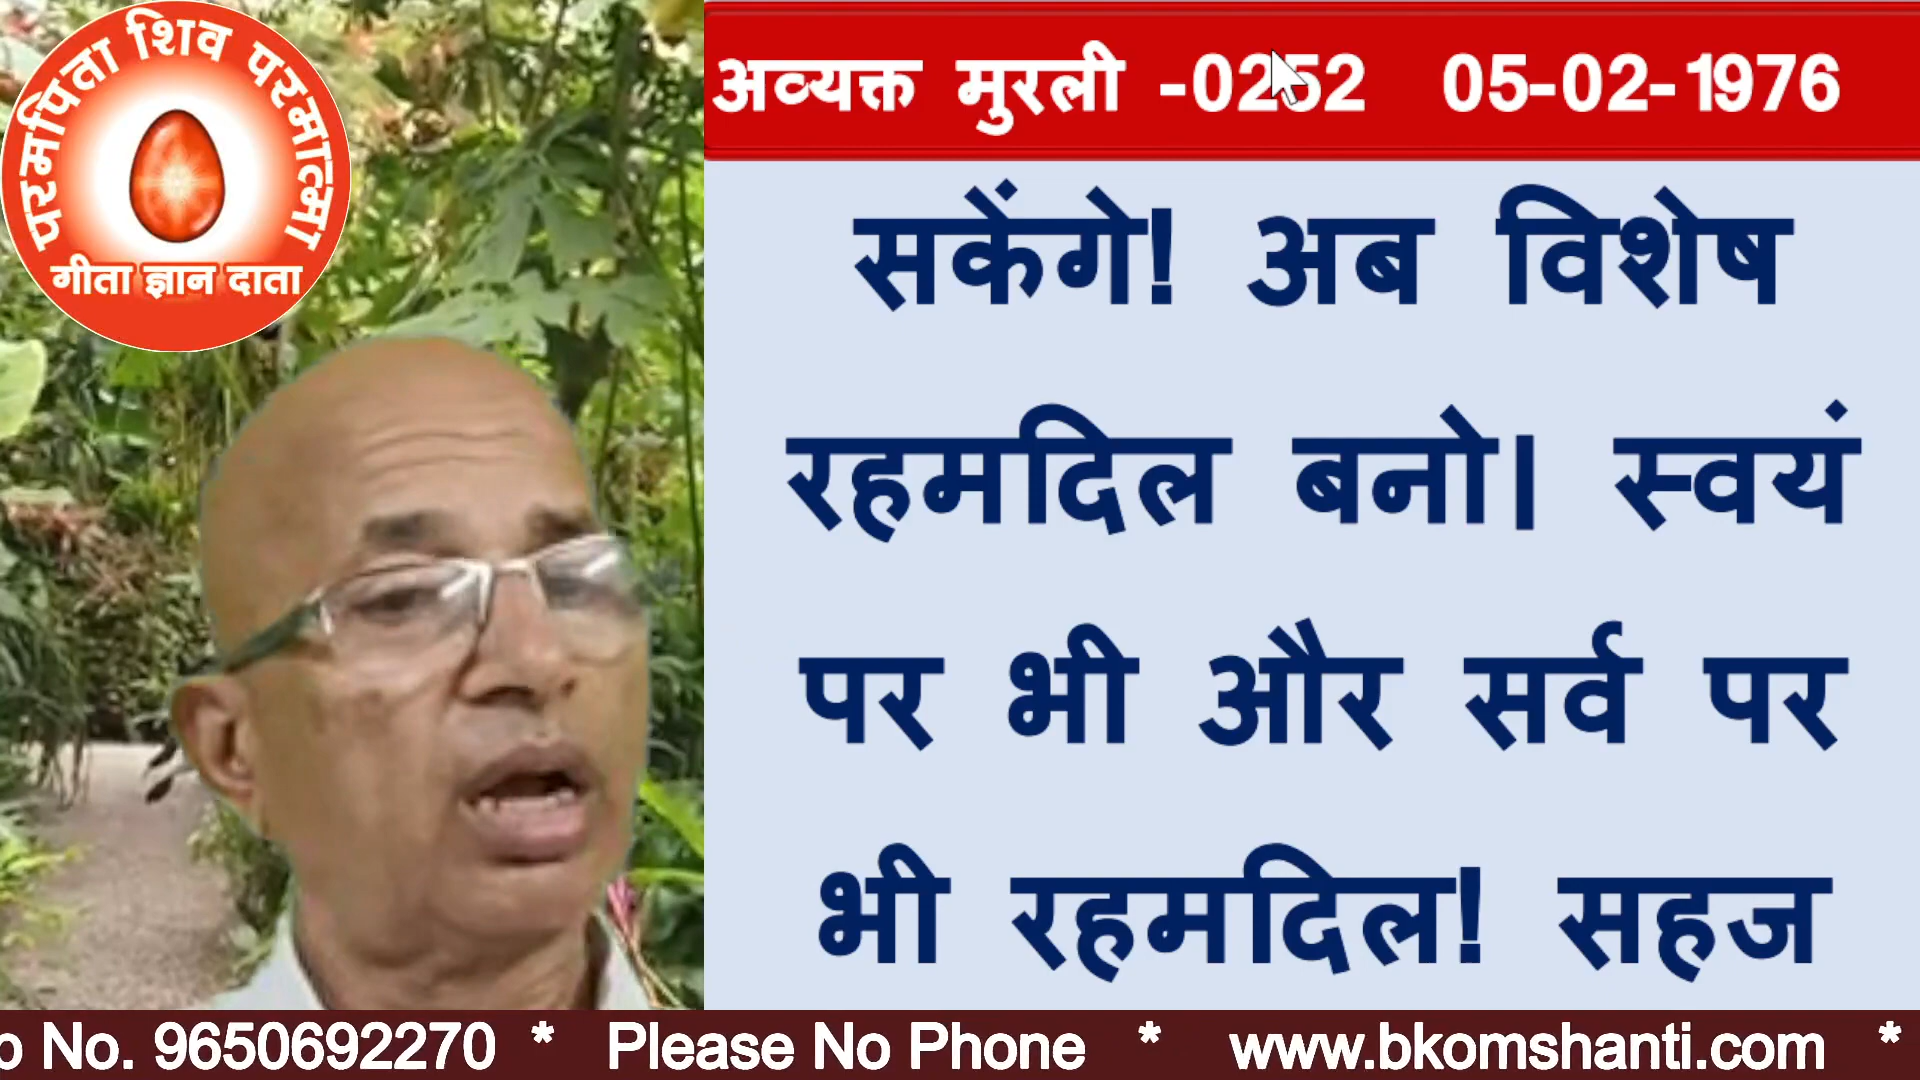 परमपिता शिव परमात्मा
गीता ज्ञान दाता
अव्यक्त मुरली -0252 05-02-1976
सकेंगे! अब विशेष
रहमदिल बनो। स्वयं
पर भी और सर्व पर
भी रहमदिल! सहज
No. 9650692270 * Please No Phone * www.bkomshanti.com *